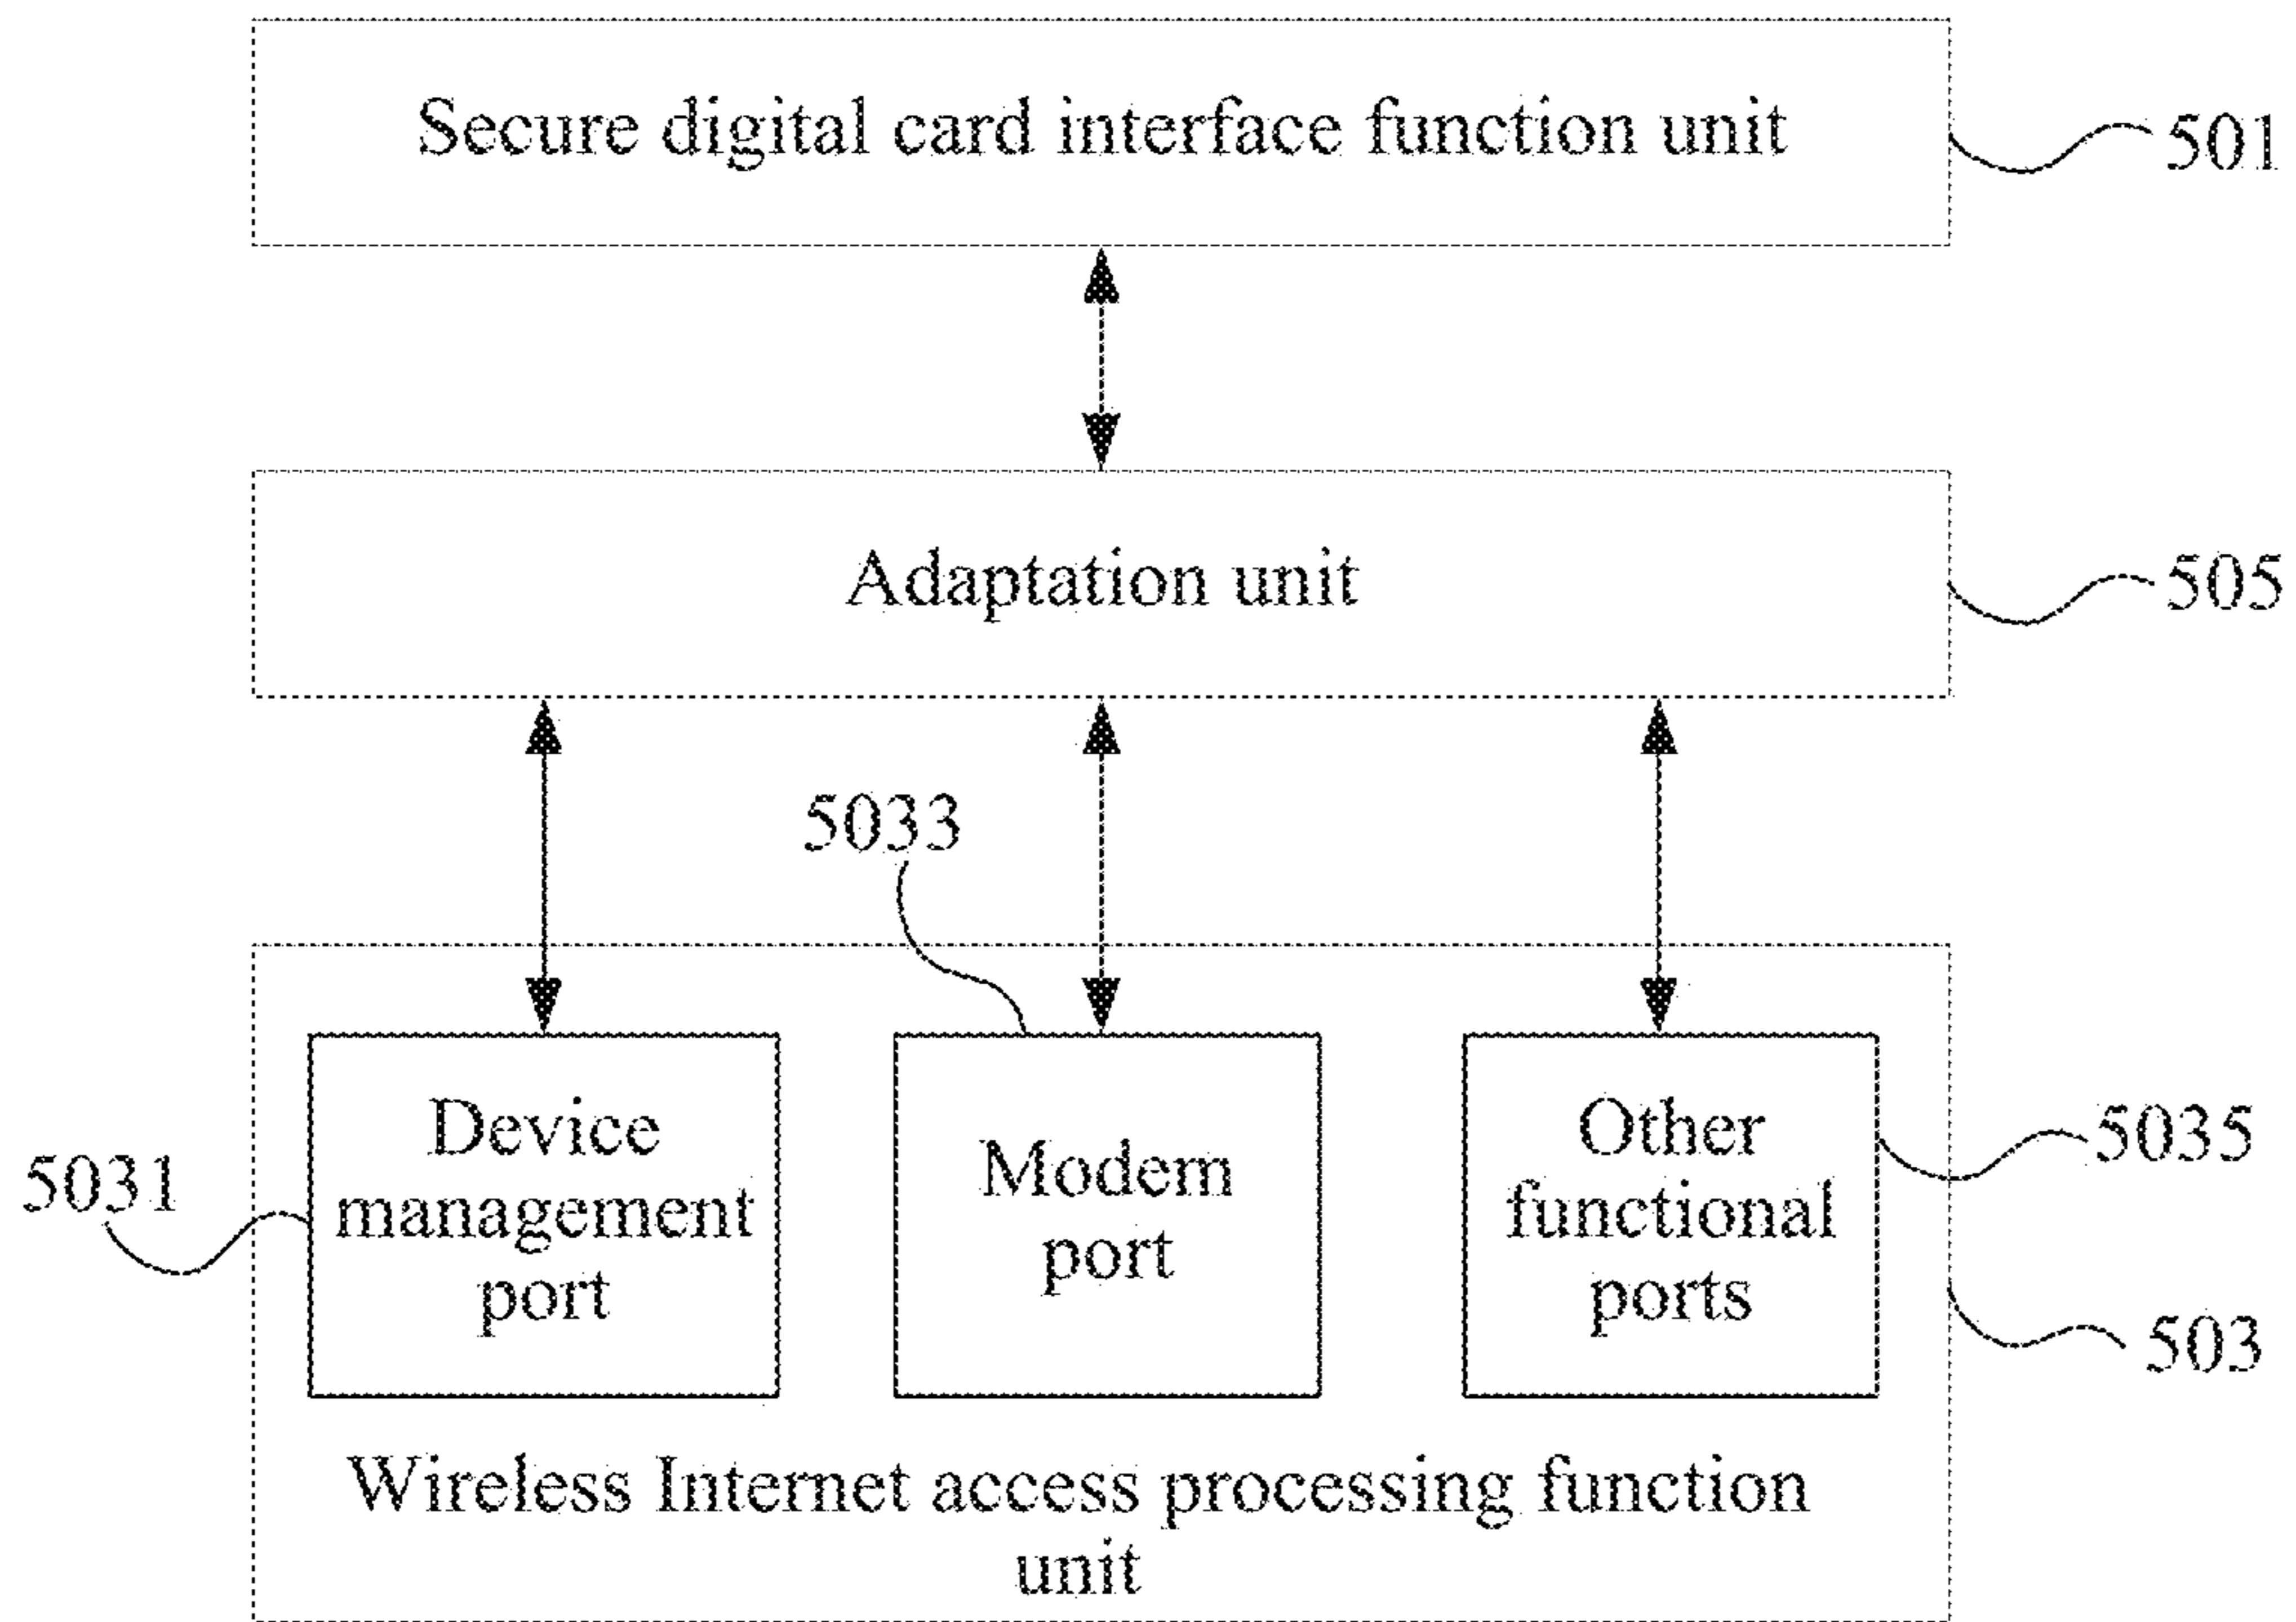 Secure digital card interface function unit
501
Adaptation unit
505
5033
Device
management
port
5031
Modem
port
Other
functional
ports
5035
503
Wireless Internet access processing function
unit